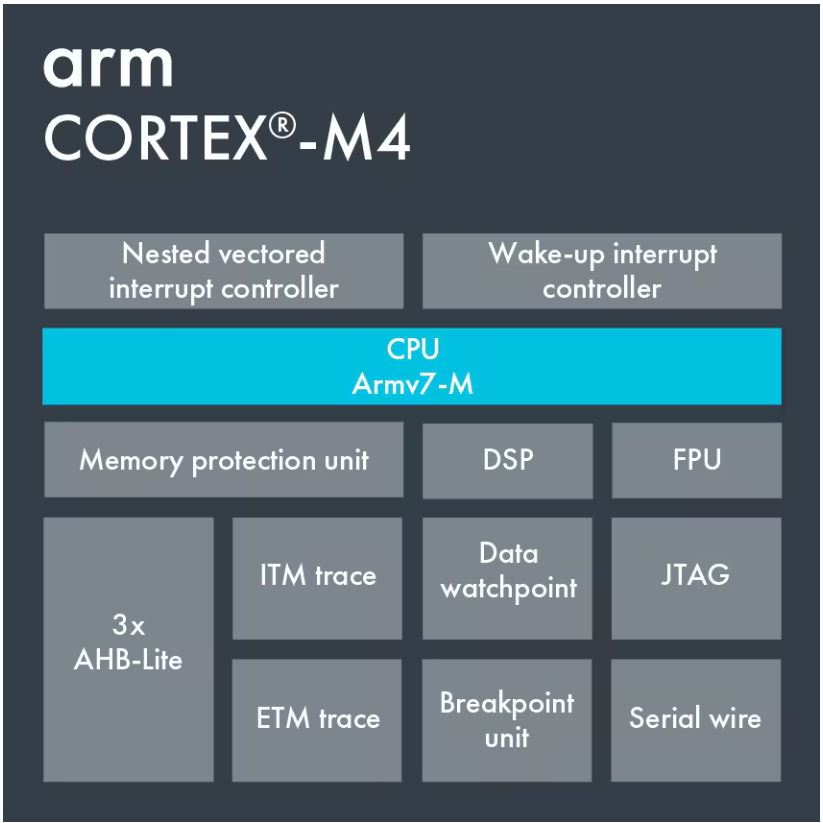 arm
CORTEX®-M4
Nested vectored
interrupt controller
Wake-up interrupt
controller
CPU
Armv7-M
Memory protection unit
DSP
FPU
3x
AHB-Lite
ITM trace
Data
watchpoint
JTAG
ETM trace
Breakpoint
unit
Serial wire